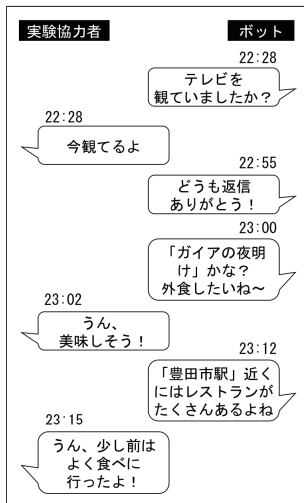 実験協力者 ボット
22:28
テレビを
観ていましたか？
22:28
今観てるよ
22:55
どうも返信
ありがとう！
23:00
「ガイアの夜明
け」かな？
外食したいね〜
23:02
うん、
美味しそう！
23:12
「豊田市駅」近く
にはレストランが
たくさんあるよね
23:15
うん、少し前は
よく食べに
行ったよ！